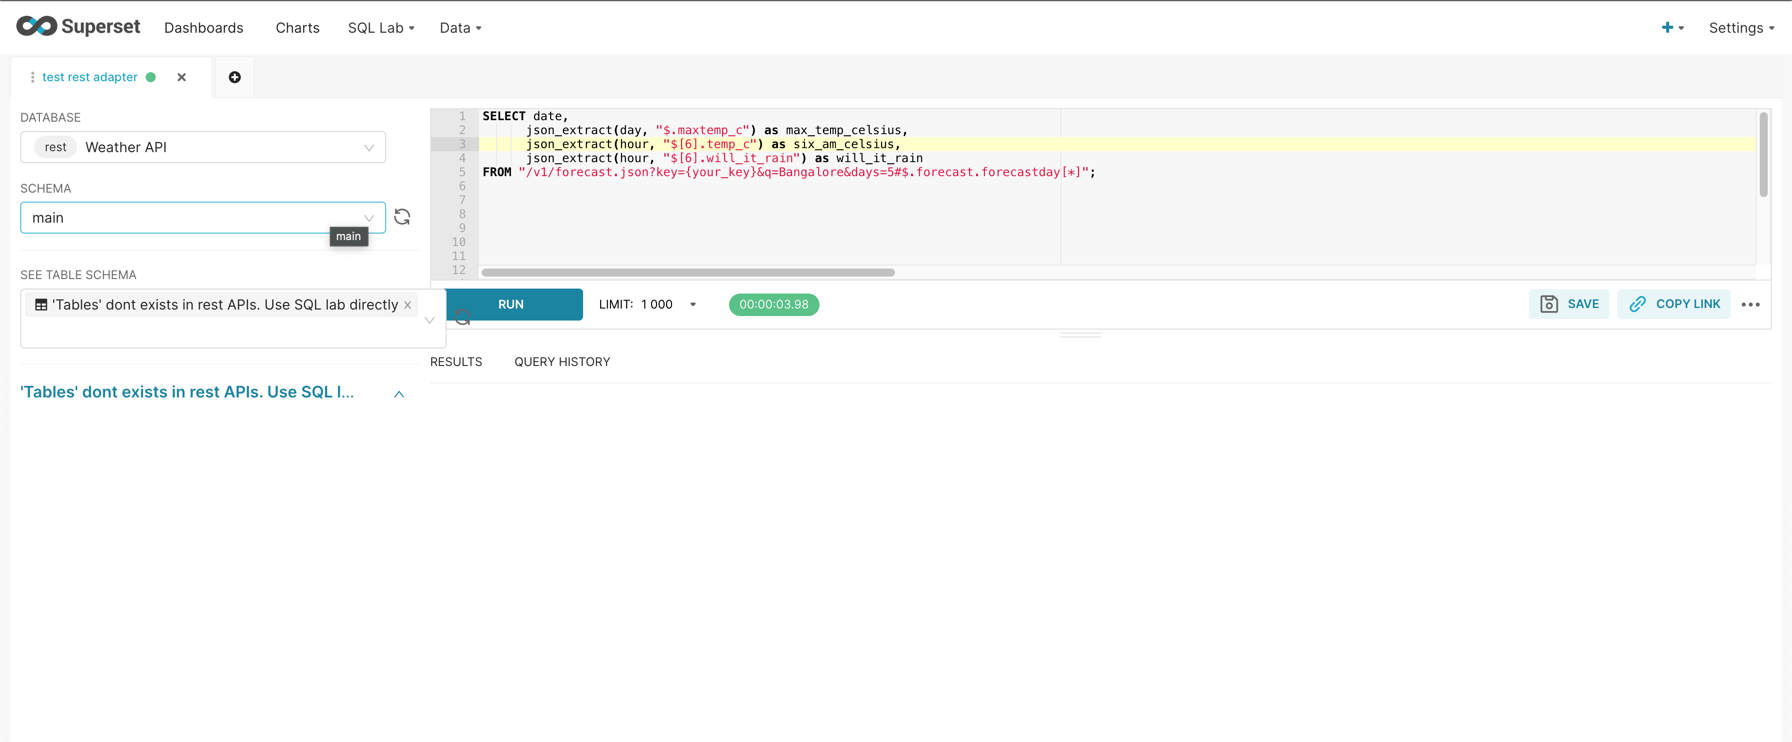 Superset Dashboards Charts SQL Lab Data Settings
test rest adapter
DATABASE
rest Weather API
SCHEMA
main
main
SEE TABLE SCHEMA
'Tables' dont exists in rest APIs. Use SQL lab directly
'Tables' dont exists in rest APIs. Use SQL l...
1 SELECT date,
2 json_extract(day, "$.maxtemp_c") as max_temp_celsius,
3 json_extract(hour, "$[6].temp_c") as six_am_celsius,
4 json_extract(hour, "$[6].will_it_rain") as will_it_rain
5 FROM "/v1/forecast.json?key={your_key}&q=Bangalore&days=5#$.forecast.forecastday[*]";
6
7
8
9
10
11
12
RUN LIMIT: 1 000 00:00:03.98 SAVE COPY LINK
RESULTS QUERY HISTORY